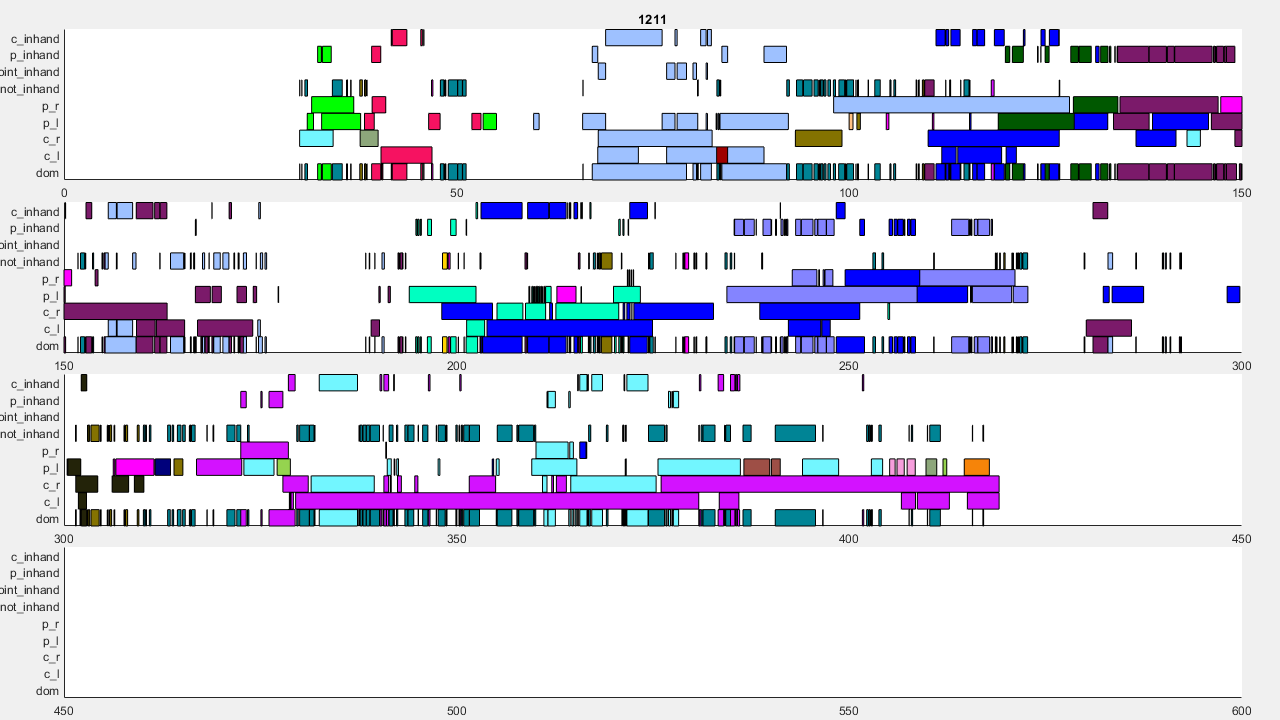 1211
c_inhand
p_inhand
oint_inhand
not_inhand
p_r
p_l
c_r
c_l
dom
0 50 100 150
c_inhand
p_inhand
oint_inhand
not_inhand
p_r
p_l
c_r
c_l
dom
150 200 250 300
c_inhand
p_inhand
oint_inhand
not_inhand
p_r
p_l
c_r
c_l
dom
300 350 400 450
c_inhand
p_inhand
oint_inhand
not_inhand
p_r
p_l
c_r
c_l
dom
450 500 550 600